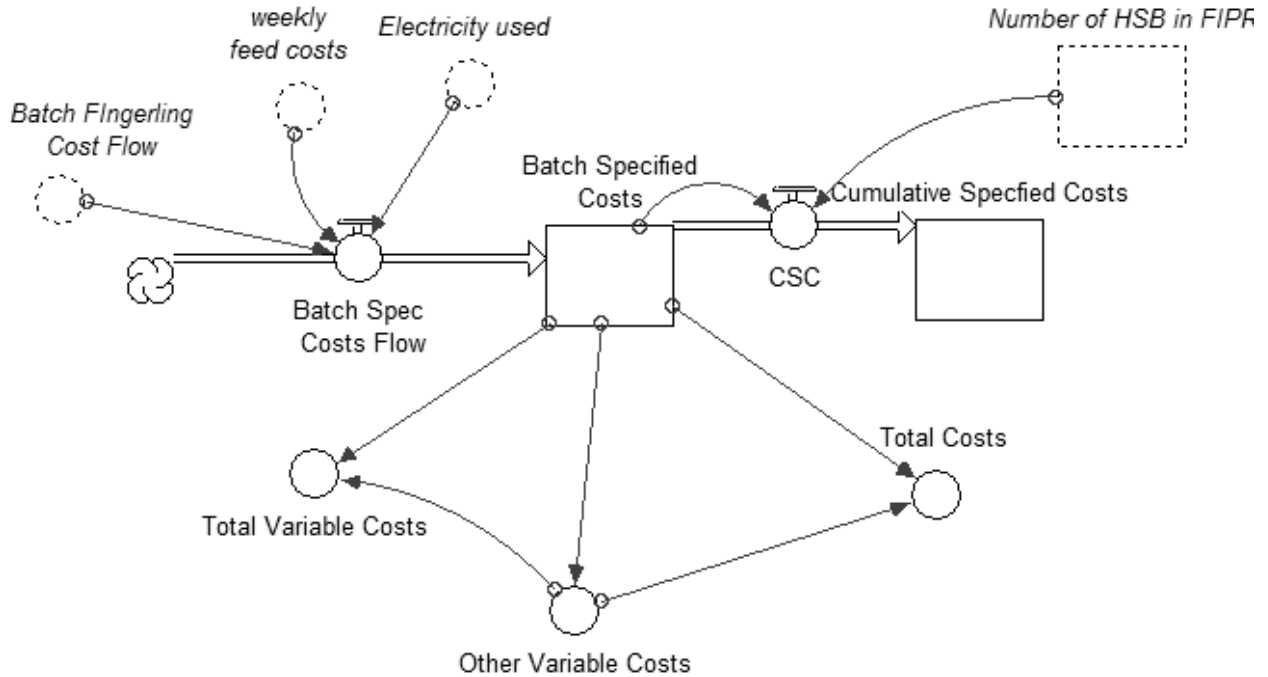 weekly
feed costs
Electricity used
Number of HSB in FIPR
Batch FIngerling
Cost Flow
Batch Specified
Costs
Cumulative Specfied Costs
CSC
Batch Spec
Costs Flow
Total Costs
Total Variable Costs
Other Variable Costs